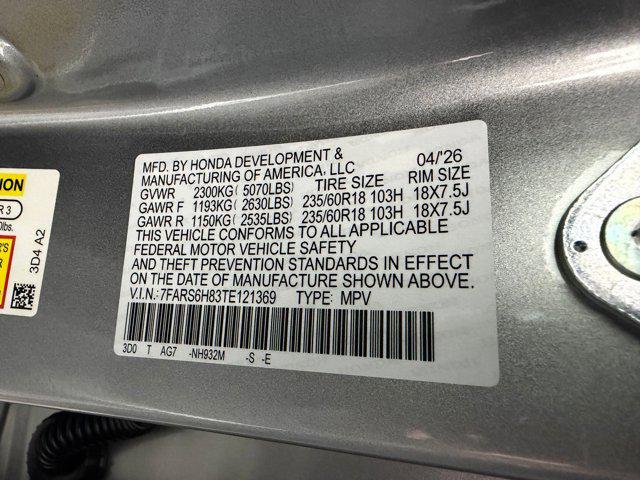 MFD. BY HONDA DEVELOPMENT & 04/'26
MANUFACTURING OF AMERICA, LLC
GVWR 2300KG( 5070LBS) TIRE SIZE RIM SIZE
GAWR F 1193KG( 2630LBS) 235/60R18 103H 18X7.5J
GAWR R 1150KG( 2535LBS) 235/60R18 103H 18X7.5J
THIS VEHICLE CONFORMS TO ALL APPLICABLE
FEDERAL MOTOR VEHICLE SAFETY
AND THEFT PREVENTION STANDARDS IN EFFECT
ON THE DATE OF MANUFACTURE SHOWN ABOVE.
V.I.N.:7FARS6H83TE121369 TYPE: MPV
3D0 T AG7 -NH932M -S -E
R 3
lbs.
3D4 A2